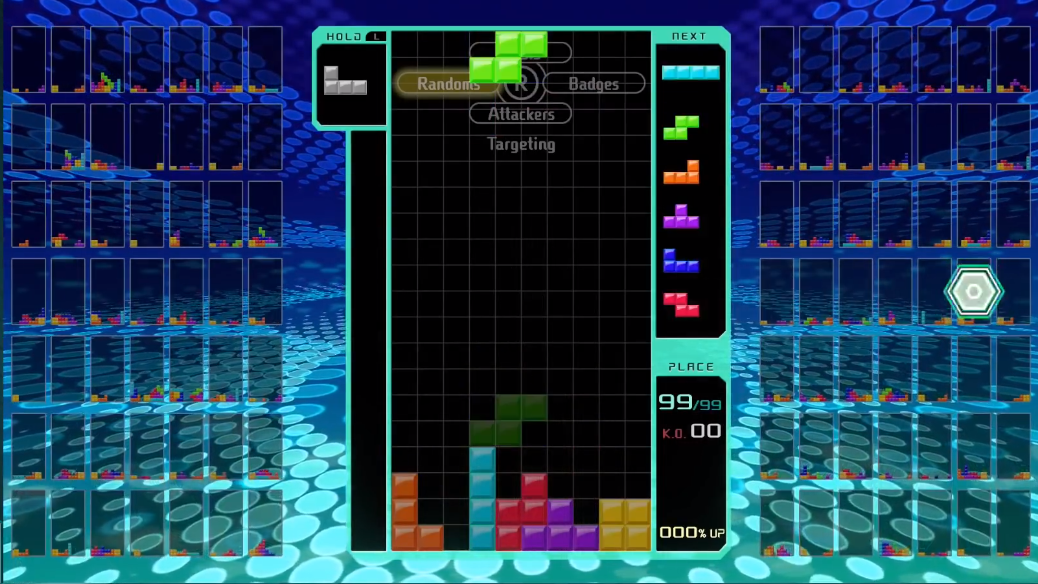 HOLD L
NEXT
Randoms
R
Badges
Attackers
Targeting
PLACE
99/99
K.O. 00
000% UP